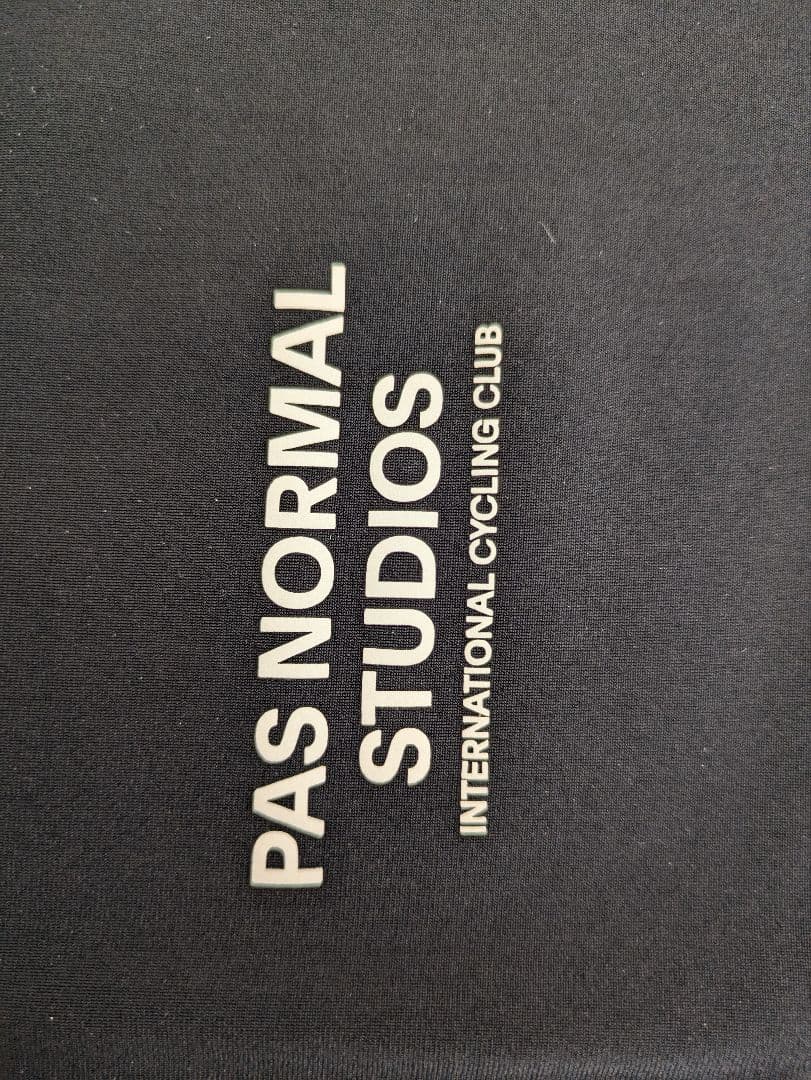 PAS NORMAL
STUDIOS
INTERNATIONAL CYCLING CLUB